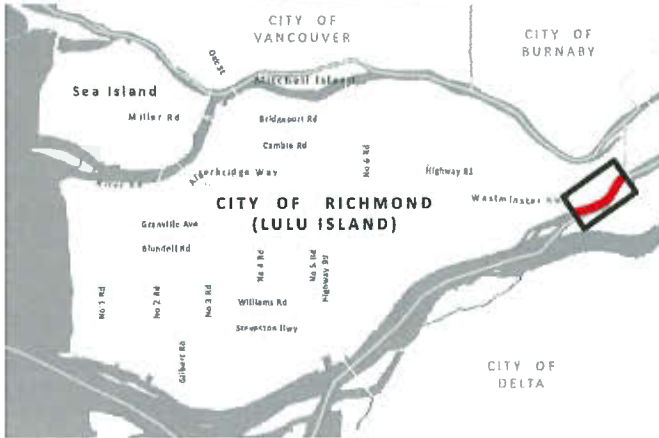 CITY OF
VANCOUVER
CITY OF
BURNABY
Oak St
Mitchell Island
Sea Island
Miller Rd
Bridgeport Rd
Cambie Rd
No 6 Rd
Highway 91
Alderbridge Way
River Rd
Westminster
CITY OF RICHMOND
(LULU ISLAND)
Granville Ave
Blundell Rd
No 4 Rd
No 5 Rd
Highway 99
No 1 Rd
No 2 Rd
No 3 Rd
Williams Rd
Steveston Hwy
Gilbert Rd
CITY OF
DELTA